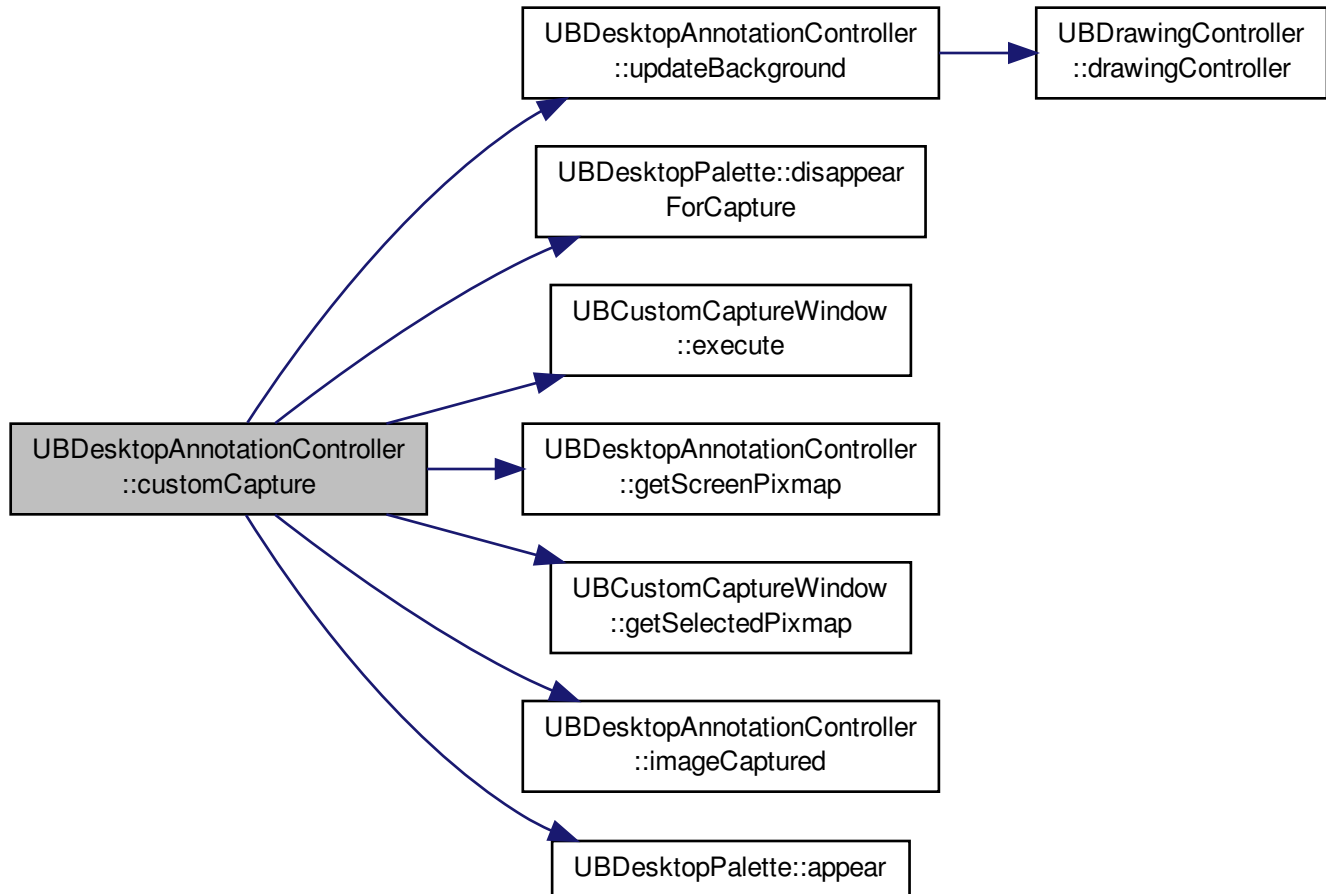 UBDesktopAnnotationController
::updateBackground
UBDrawingController
::drawingController
UBDesktopPalette::disappear
ForCapture
UBCustomCaptureWindow
::execute
UBDesktopAnnotationController
::customCapture
UBDesktopAnnotationController
::getScreenPixmap
UBCustomCaptureWindow
::getSelectedPixmap
UBDesktopAnnotationController
::imageCaptured
UBDesktopPalette::appear